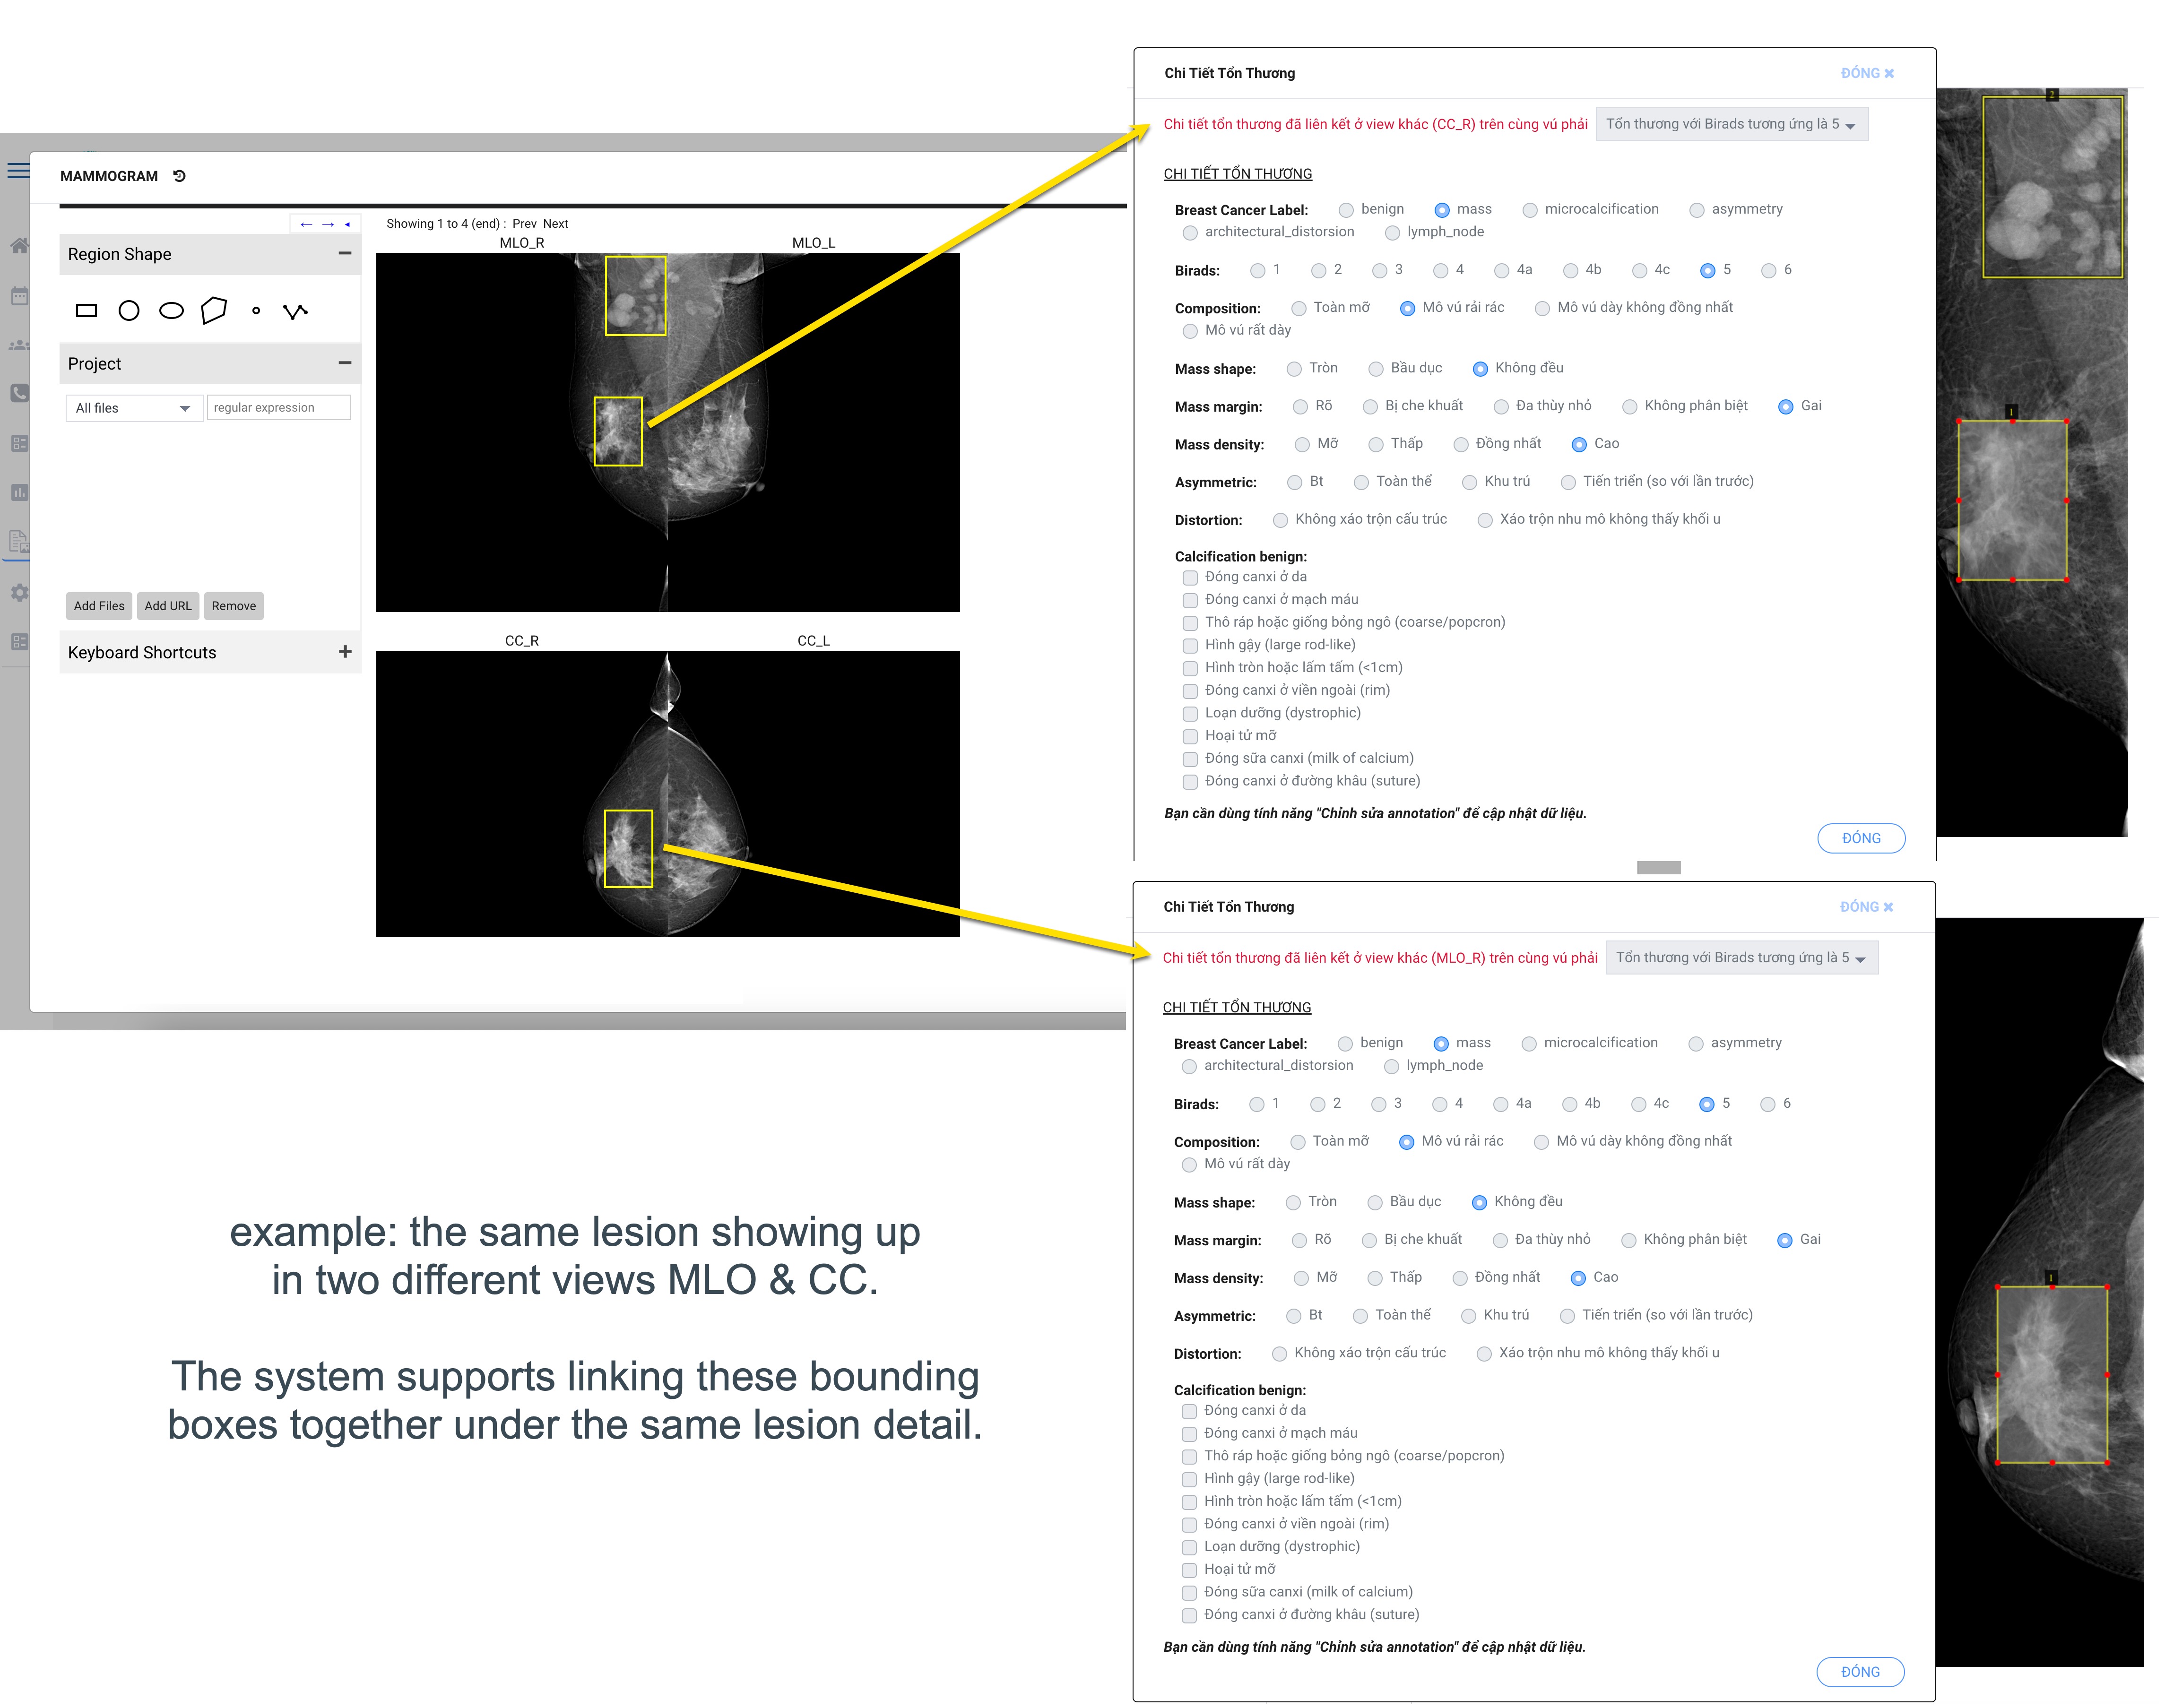 MAMMOGRAM
Showing 1 to 4 (end) : Prev Next
Region Shape
MLO_R MLO_L
Project
All files regular expression
Add Files Add URL Remove
Keyboard Shortcuts
CC_R CC_L
example: the same lesion showing up
in two different views MLO & CC.
The system supports linking these bounding
boxes together under the same lesion detail.
Chi Tiết Tổn Thương ĐÓNG
Chi tiết tổn thương đã liên kết ở view khác (CC_R) trên cùng vú phải Tổn thương với Birads tương ứng là 5
CHI TIẾT TỔN THƯƠNG
Breast Cancer Label: benign mass microcalcification asymmetry
architectural_distorsion lymph_node
Birads: 1 2 3 4 4a 4b 4c 5 6
Composition: Toàn mỡ Mô vú rải rác Mô vú dày không đồng nhất
Mô vú rất dày
Mass shape: Tròn Bầu dục Không đều
Mass margin: Rõ Bị che khuất Đa thùy nhỏ Không phân biệt Gai
Mass density: Mỡ Thấp Đồng nhất Cao
Asymmetric: Bt Toàn thể Khu trú Tiến triển (so với lần trước)
Distortion: Không xáo trộn cấu trúc Xáo trộn nhu mô không thấy khối u
Calcification benign:
Đóng canxi ở da
Đóng canxi ở mạch máu
Thô ráp hoặc giống bỏng ngô (coarse/popcron)
Hình gậy (large rod-like)
Hình tròn hoặc lấm tấm (<1cm)
Đóng canxi ở viền ngoài (rim)
Loạn dưỡng (dystrophic)
Hoại tử mỡ
Đóng sữa canxi (milk of calcium)
Đóng canxi ở đường khâu (suture)
Bạn cần dùng tính năng "Chỉnh sửa annotation" để cập nhật dữ liệu.
ĐÓNG
2
1
Chi Tiết Tổn Thương ĐÓNG
Chi tiết tổn thương đã liên kết ở view khác (MLO_R) trên cùng vú phải Tổn thương với Birads tương ứng là 5
CHI TIẾT TỔN THƯƠNG
Breast Cancer Label: benign mass microcalcification asymmetry
architectural_distorsion lymph_node
Birads: 1 2 3 4 4a 4b 4c 5 6
Composition: Toàn mỡ Mô vú rải rác Mô vú dày không đồng nhất
Mô vú rất dày
Mass shape: Tròn Bầu dục Không đều
Mass margin: Rõ Bị che khuất Đa thùy nhỏ Không phân biệt Gai
Mass density: Mỡ Thấp Đồng nhất Cao
Asymmetric: Bt Toàn thể Khu trú Tiến triển (so với lần trước)
Distortion: Không xáo trộn cấu trúc Xáo trộn nhu mô không thấy khối u
Calcification benign:
Đóng canxi ở da
Đóng canxi ở mạch máu
Thô ráp hoặc giống bỏng ngô (coarse/popcron)
Hình gậy (large rod-like)
Hình tròn hoặc lấm tấm (<1cm)
Đóng canxi ở viền ngoài (rim)
Loạn dưỡng (dystrophic)
Hoại tử mỡ
Đóng sữa canxi (milk of calcium)
Đóng canxi ở đường khâu (suture)
Bạn cần dùng tính năng "Chỉnh sửa annotation" để cập nhật dữ liệu.
ĐÓNG
1